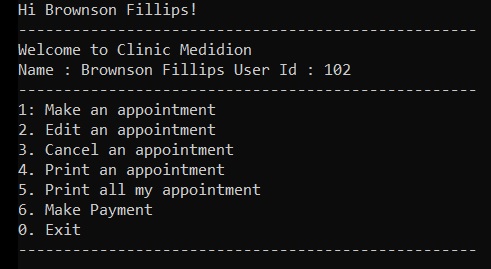 Hi Brownson Fillips!
---------------------------------------------------
Welcome to Clinic Medidion
Name : Brownson Fillips User Id : 102
---------------------------------------------------
1: Make an appointment
2. Edit an appointment
3. Cancel an appointment
4. Print an appointment
5. Print all my appointment
6. Make Payment
0. Exit
---------------------------------------------------